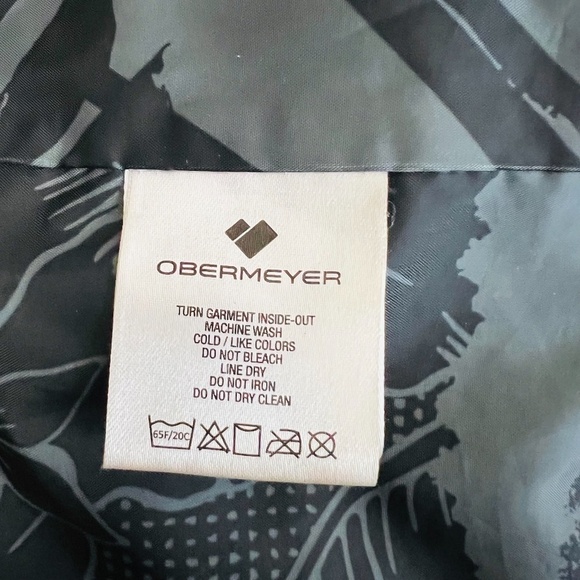 OBERMEYER
TURN GARMENT INSIDE-OUT
MACHINE WASH
COLD / LIKE COLORS
DO NOT BLEACH
LINE DRY
DO NOT IRON
DO NOT DRY CLEAN
65F/20C